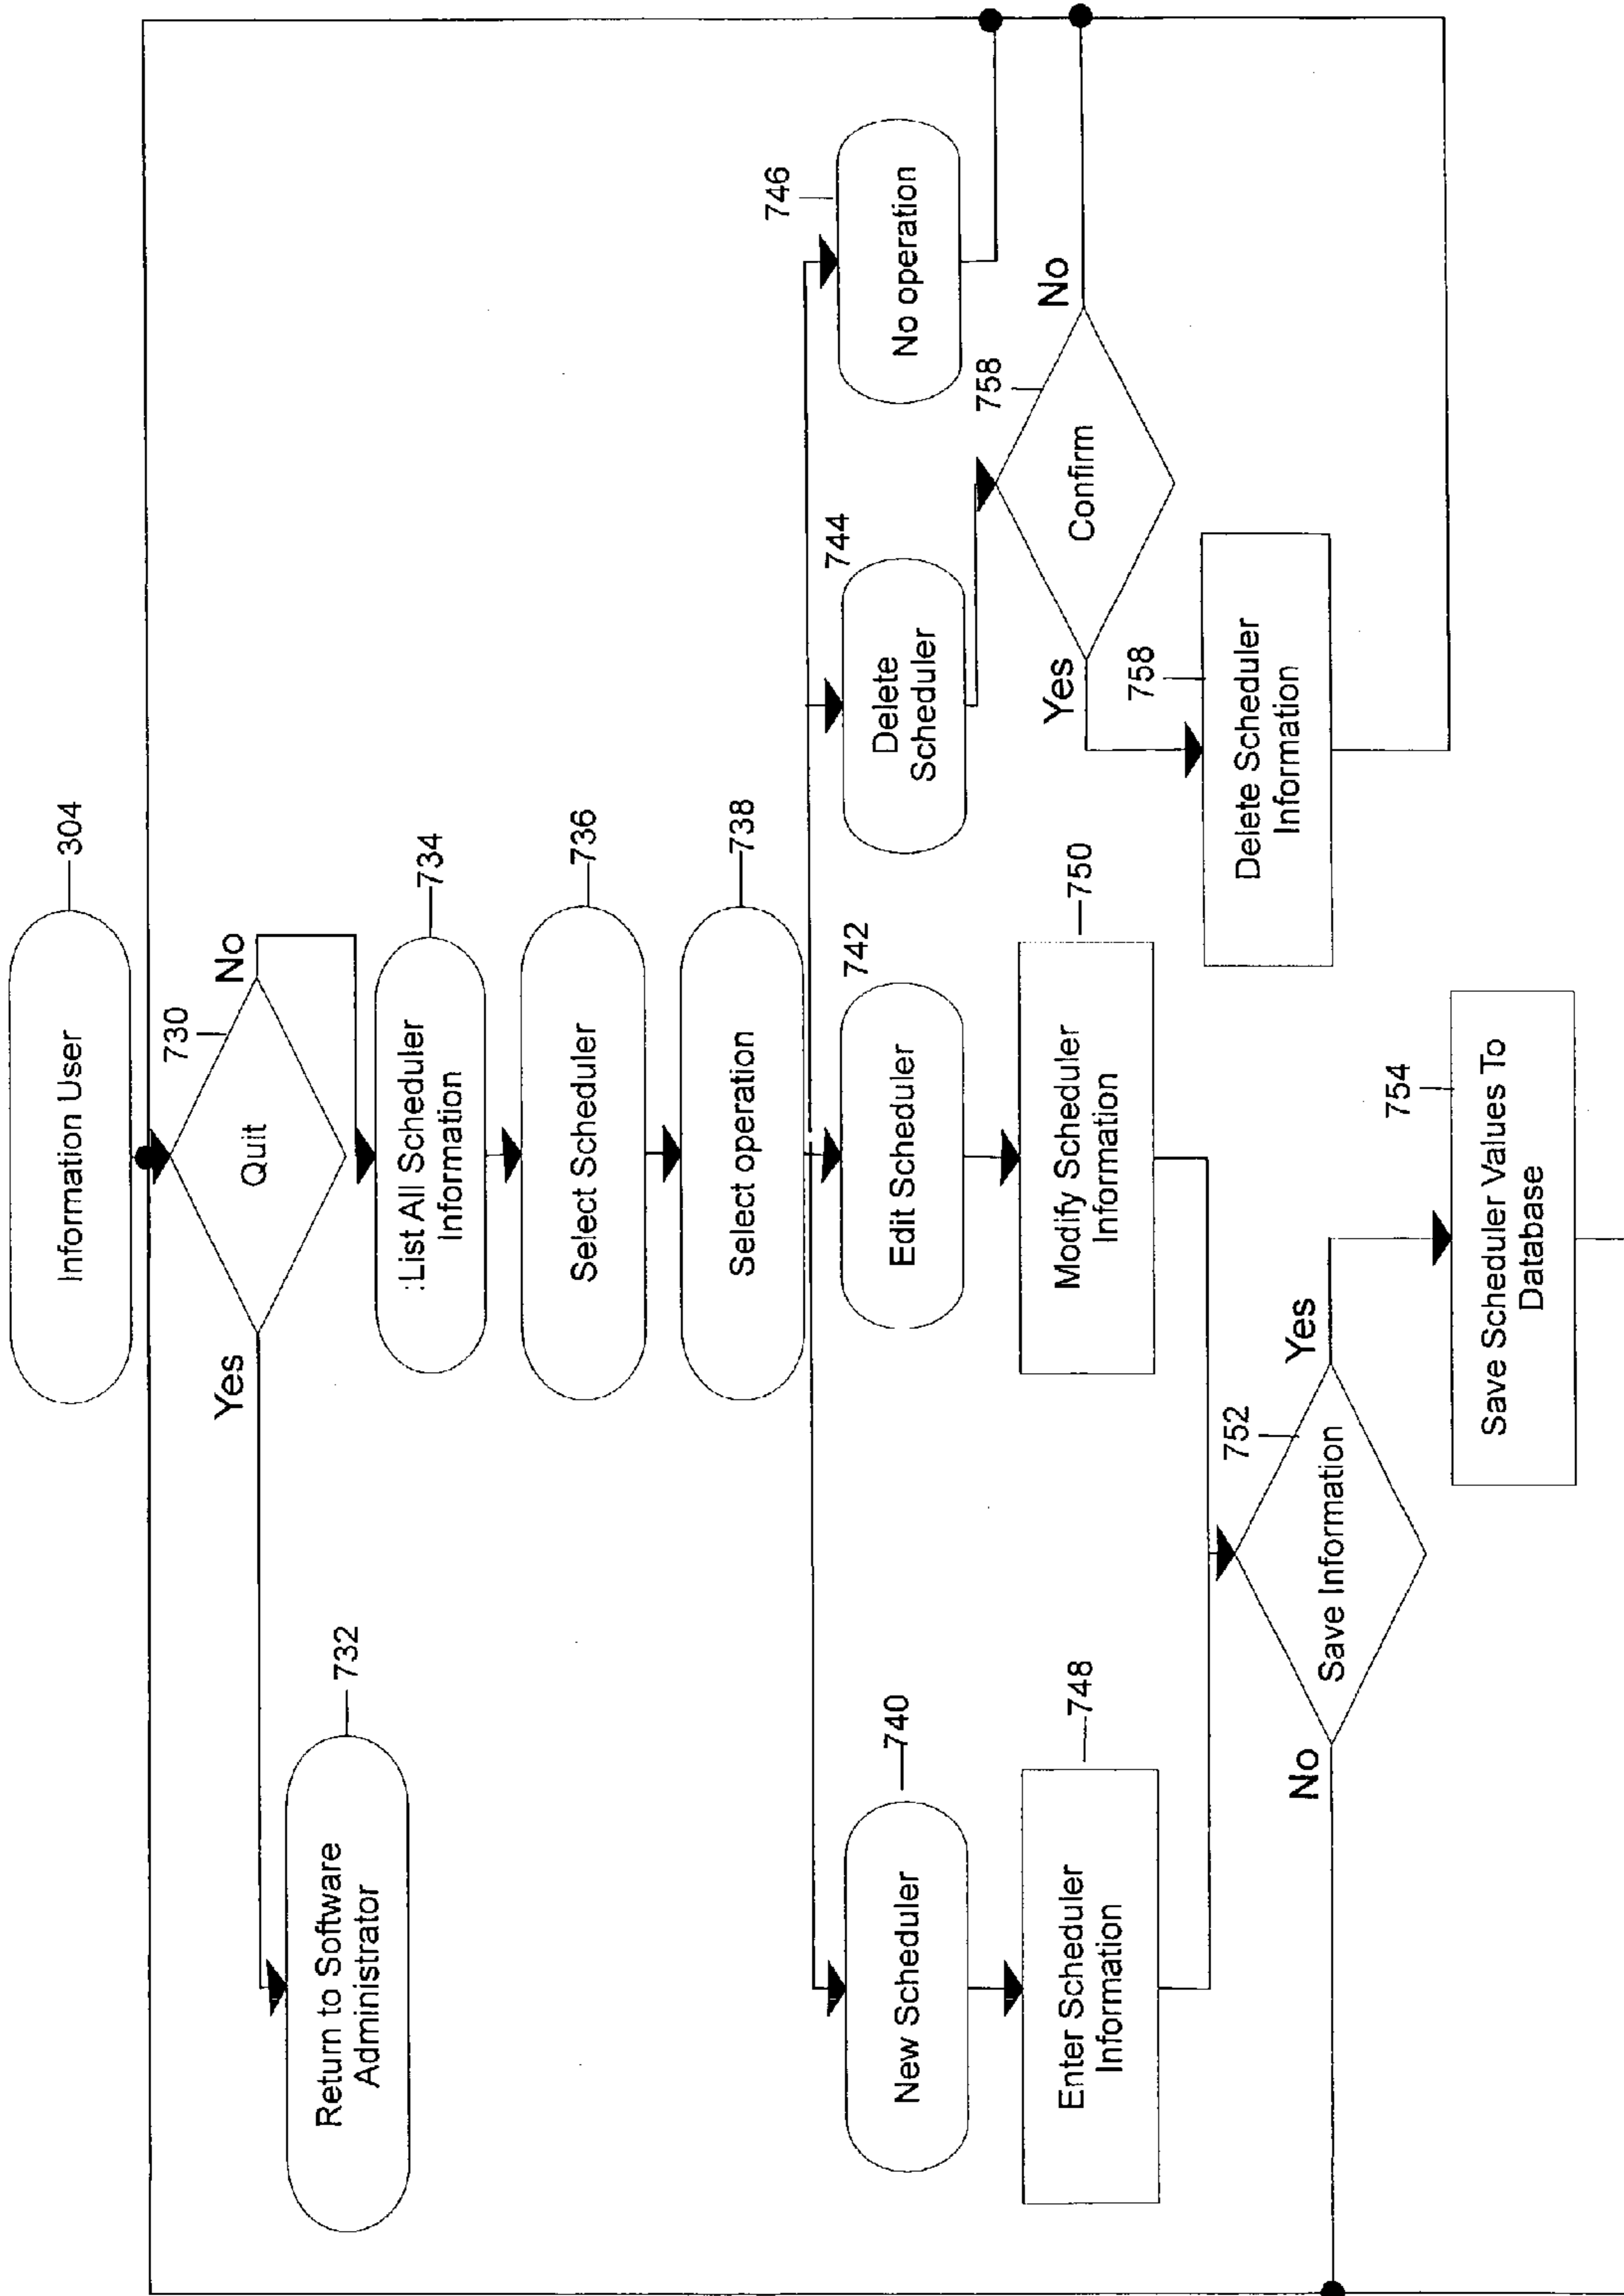 Information User
304
730
Quit
No
Yes
Return to Software
Administrator
732
:List All Scheduler
Information
734
Select Scheduler
736
Select operation
738
740
New Scheduler
742
Edit Scheduler
744
Delete
Scheduler
746
No operation
Enter Scheduler
Information
748
Modify Scheduler
Information
750
758
Confirm
No
Yes
758
Delete Scheduler
Information
752
Save Information
No
Yes
754
Save Scheduler Values To
Database